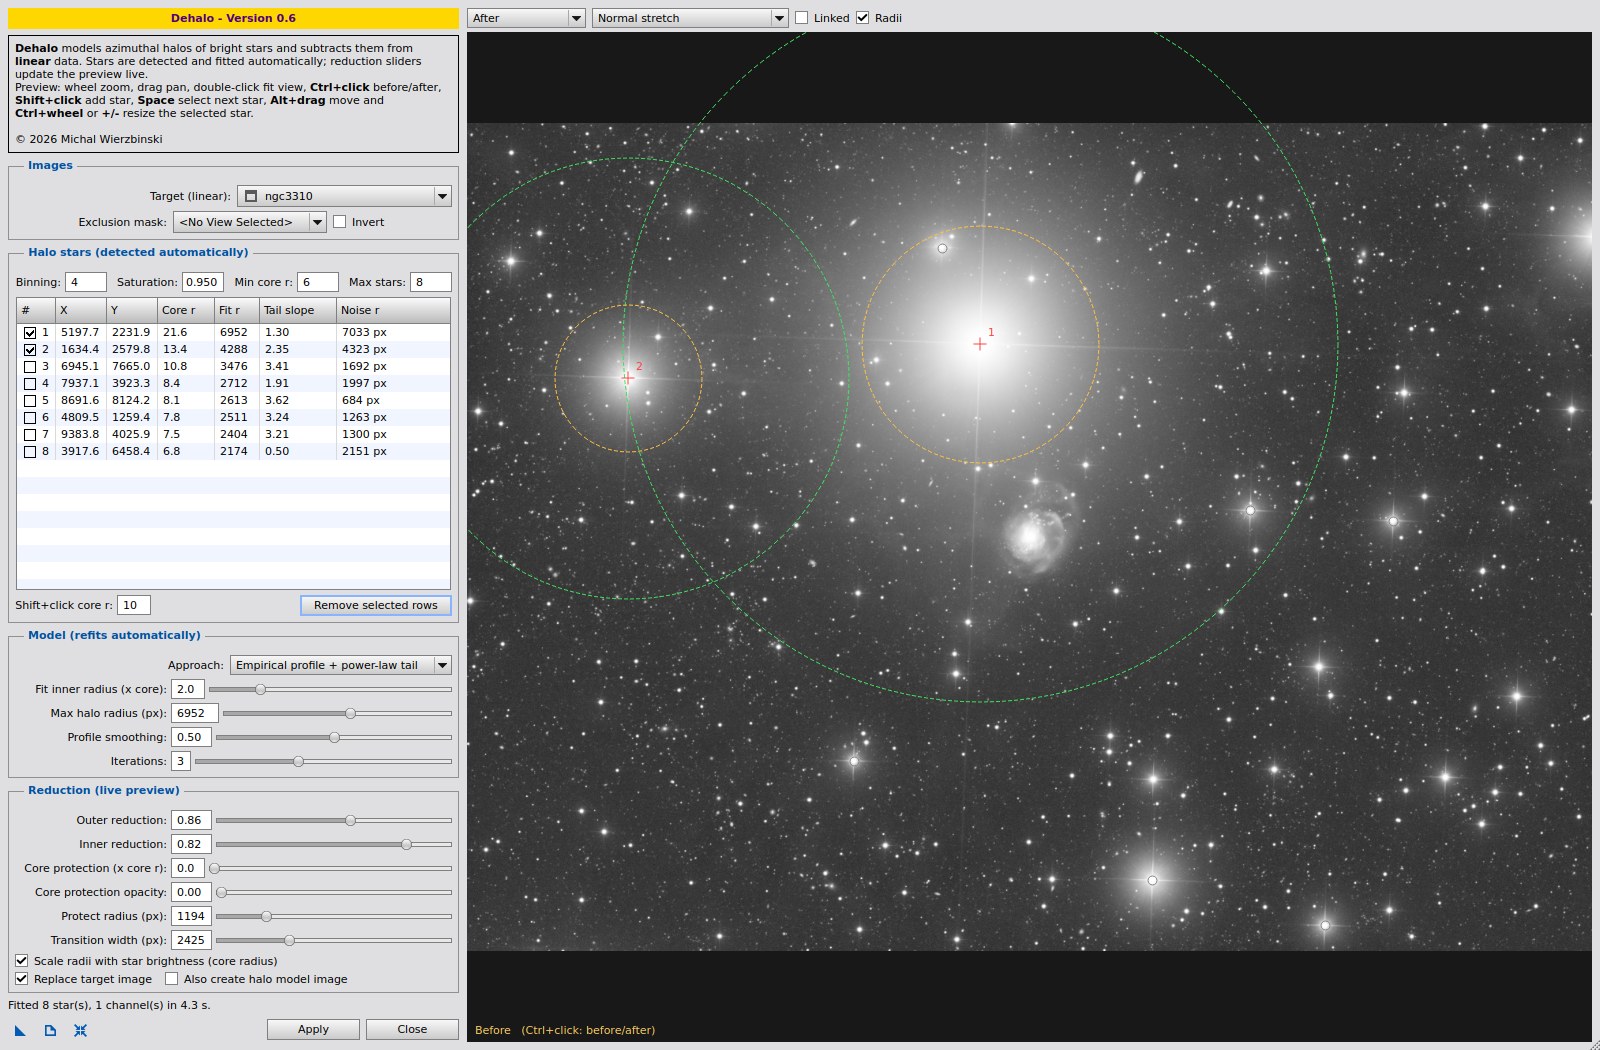 Dehalo - Version 0.6
Dehalo models azimuthal halos of bright stars and subtracts them from
linear data. Stars are detected and fitted automatically; reduction sliders
update the preview live.
Preview: wheel zoom, drag pan, double-click fit view, Ctrl+click before/after,
Shift+click add star, Space select next star, Alt+drag move and
Ctrl+wheel or +/- resize the selected star.
© 2026 Michal Wierzbinski
Images
Target (linear): ngc3310
Exclusion mask: <No View Selected> Invert
Halo stars (detected automatically)
Binning: 4 Saturation: 0.950 Min core r: 6 Max stars: 8
# X Y Core r Fit r Tail slope Noise r
1 5197.7 2231.9 21.6 6952 1.30 7033 px
2 1634.4 2579.8 13.4 4288 2.35 4323 px
3 6945.1 7665.0 10.8 3476 3.41 1692 px
4 7937.1 3923.3 8.4 2712 1.91 1997 px
5 8691.6 8124.2 8.1 2613 3.62 684 px
6 4809.5 1259.4 7.8 2511 3.24 1263 px
7 9383.8 4025.9 7.5 2404 3.21 1300 px
8 3917.6 6458.4 6.8 2174 0.50 2151 px
Shift+click core r: 10 Remove selected rows
Model (refits automatically)
Approach: Empirical profile + power-law tail
Fit inner radius (x core): 2.0
Max halo radius (px): 6952
Profile smoothing: 0.50
Iterations: 3
Reduction (live preview)
Outer reduction: 0.86
Inner reduction: 0.82
Core protection (x core r): 0.0
Core protection opacity: 0.00
Protect radius (px): 1194
Transition width (px): 2425
Scale radii with star brightness (core radius)
Replace target image Also create halo model image
Fitted 8 star(s), 1 channel(s) in 4.3 s.
Apply Close
After Normal stretch Linked Radii
1
2
Before (Ctrl+click: before/after)